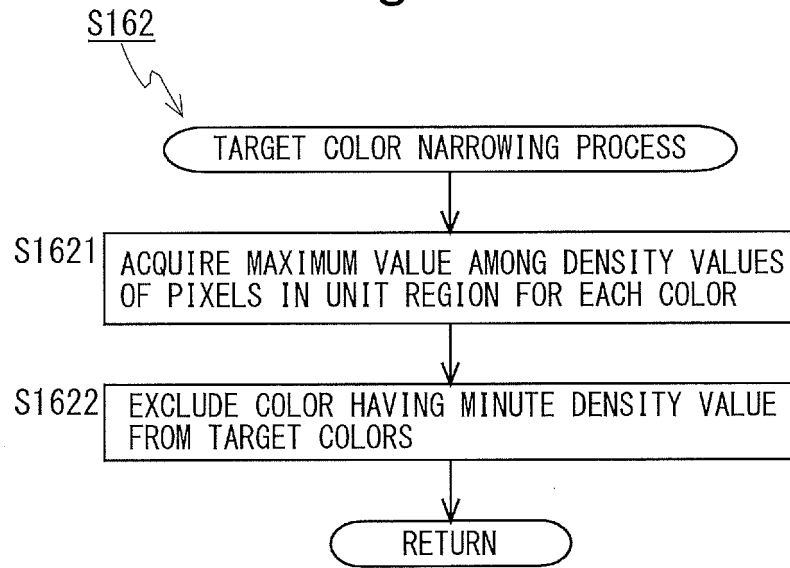 S162
TARGET COLOR NARROWING PROCESS
S1621
ACQUIRE MAXIMUM VALUE AMONG DENSITY VALUES
OF PIXELS IN UNIT REGION FOR EACH COLOR
S1622
EXCLUDE COLOR HAVING MINUTE DENSITY VALUE
FROM TARGET COLORS
RETURN